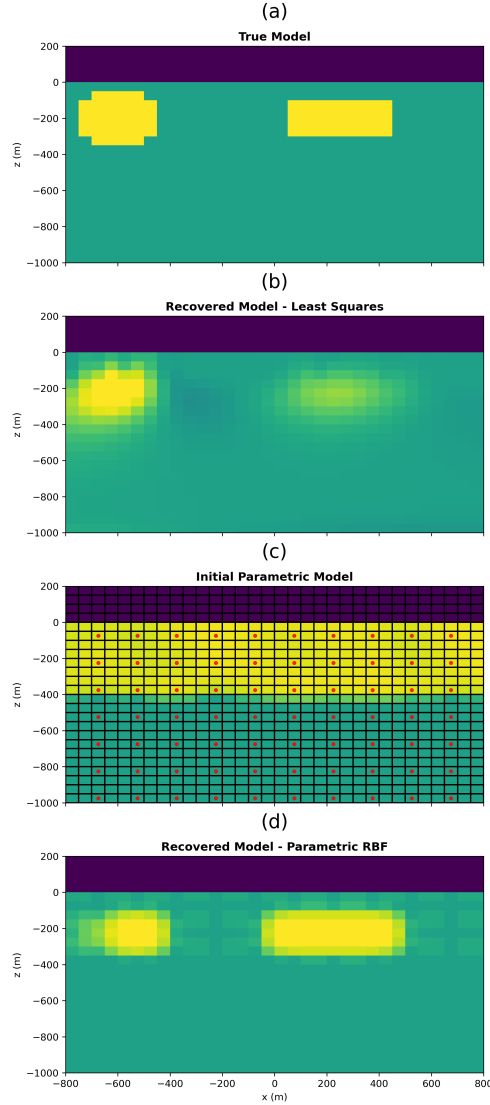 (a)
True Model
200
0
−200
−400
−600
−800
−1000
z (m)
(b)
Recovered Model - Least Squares
200
0
−200
−400
−600
−800
−1000
z (m)
(c)
Initial Parametric Model
200
0
−200
−400
−600
−800
−1000
z (m)
(d)
Recovered Model - Parametric RBF
200
0
−200
−400
−600
−800
−1000
z (m)
−800 −600 −400 −200 0 200 400 600 800
x (m)